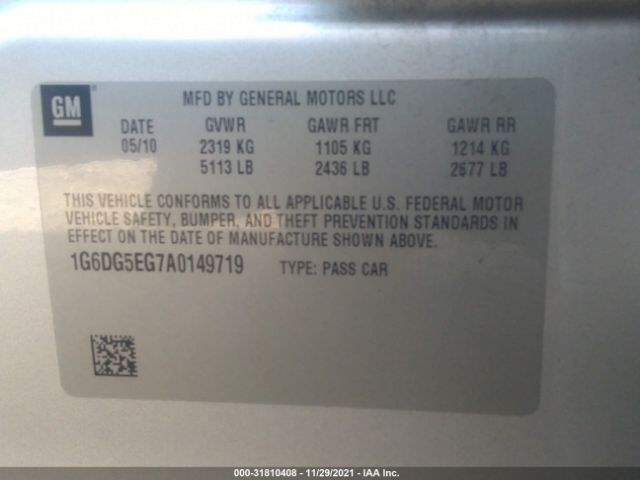 GM®
MFD BY GENERAL MOTORS LLC
DATE GVWR GAWR FRT GAWR RR
05/10 2319 KG 1105 KG 1214 KG
5113 LB 2436 LB 2677 LB
THIS VEHICLE CONFORMS TO ALL APPLICABLE U.S. FEDERAL MOTOR
VEHICLE SAFETY, BUMPER, AND THEFT PREVENTION STANDARDS IN
EFFECT ON THE DATE OF MANUFACTURE SHOWN ABOVE.
1G6DG5EG7A0149719 TYPE: PASS CAR
000-31810408 - 11/29/2021 - IAA Inc.